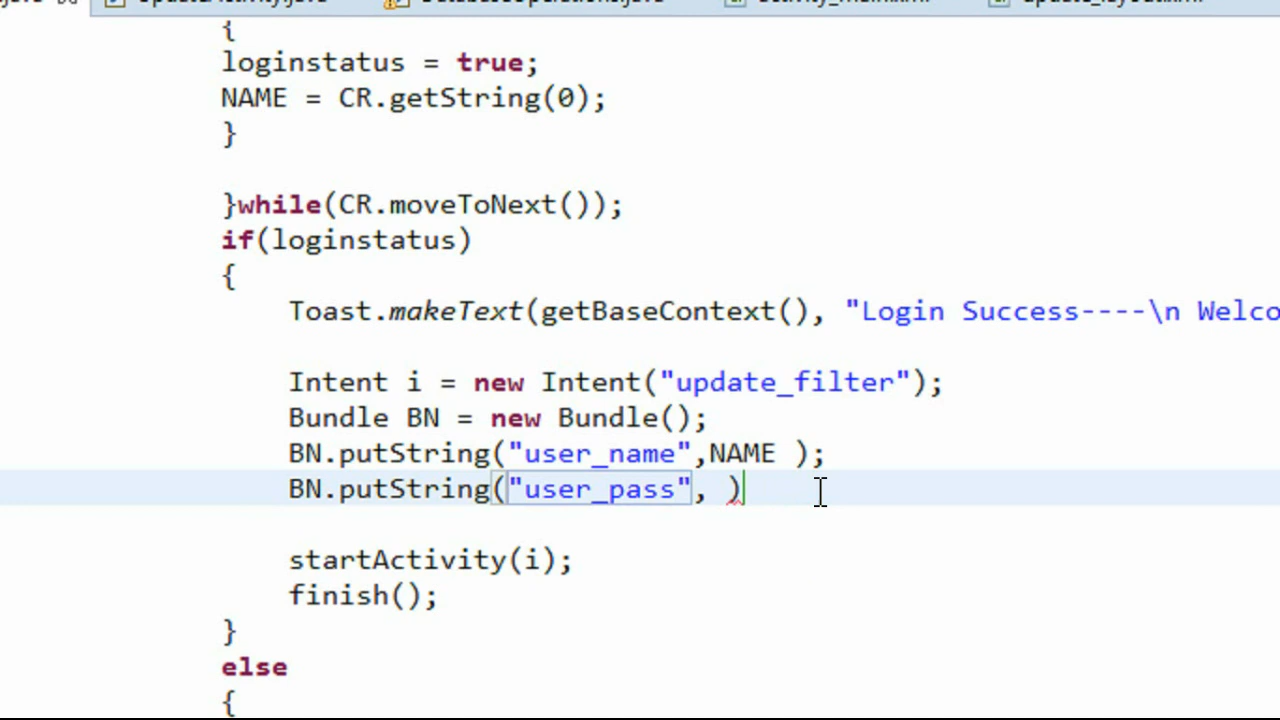 {
loginstatus = true;
NAME = CR.getString(0);
}
}while(CR.moveToNext());
if(loginstatus)
{
Toast.makeText(getBaseContext(), "Login Success----\n Welco
Intent i = new Intent("update_filter");
Bundle BN = new Bundle();
BN.putString("user_name",NAME );
BN.putString("user_pass", )
startActivity(i);
finish();
}
else
{